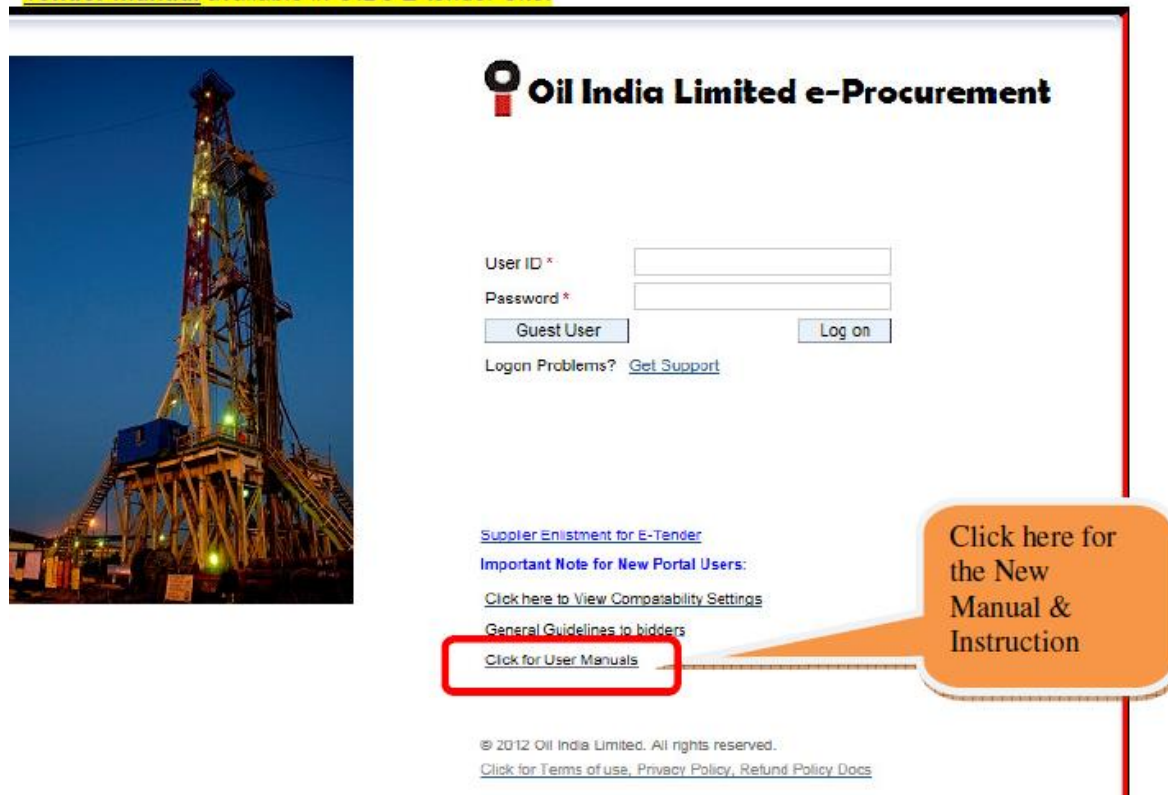 Oil India Limited e-Procurement
User ID *
Password *
Guest User
Log on
Logon Problems? Get Support
Supplier Enlistment for E-Tender
Important Note for New Portal Users:
Click here to View Compatability Settings
General Guidelines to bidders
Click for User Manuals
Click here for
the New
Manual &
Instruction
© 2012 Oil India Limited. All rights reserved.
Click for Terms of use, Privacy Policy, Refund Policy Docs